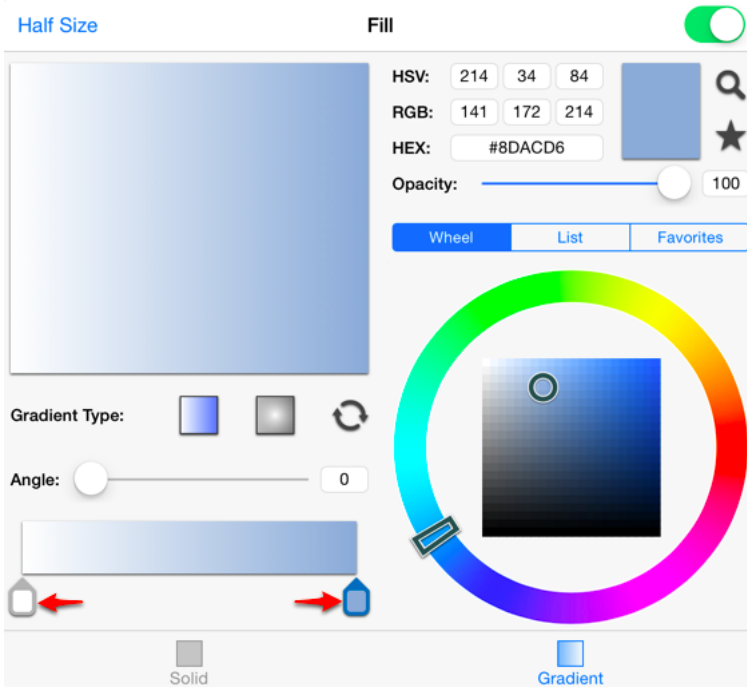 Half Size
Fill
HSV: 214 34 84
RGB: 141 172 214
HEX: #8DACD6
Opacity: 100
Wheel List Favorites
Gradient Type:
Angle: 0
Solid
Gradient